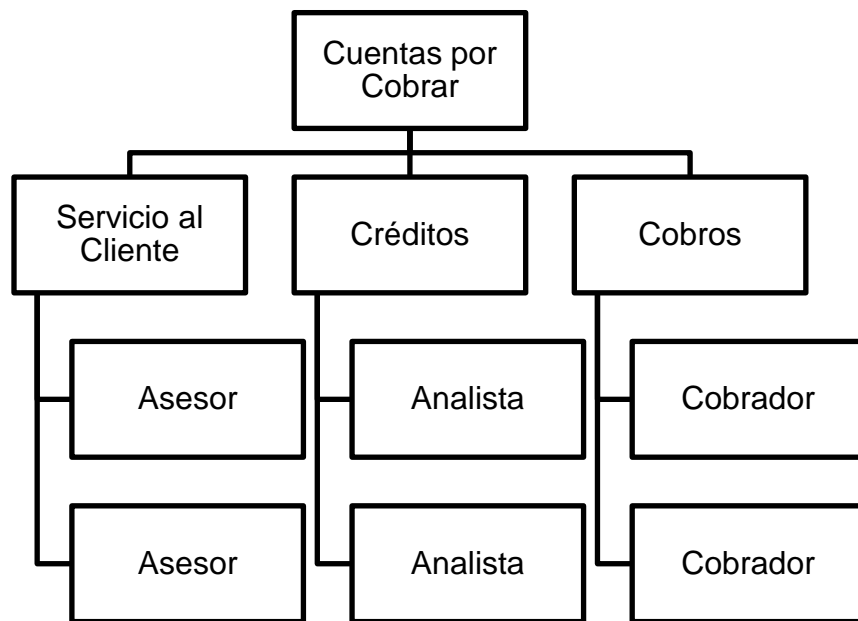 Cuentas por
Cobrar
Servicio al
Cliente
Créditos
Cobros
Asesor
Analista
Cobrador
Asesor
Analista
Cobrador